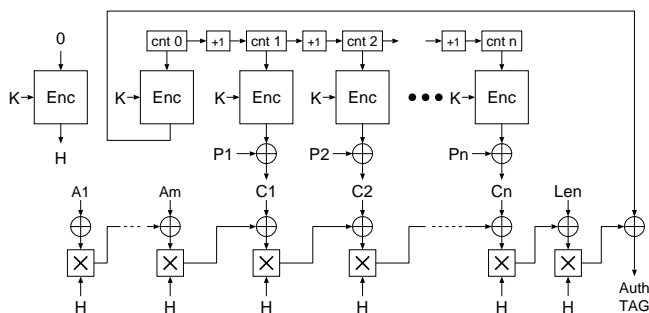 0 cnt 0 +1 cnt 1 +1 cnt 2 +1 cnt n
K Enc K Enc K Enc K Enc K Enc
H P1 P2 Pn
A1 Am C1 C2 Cn Len
H H H H H H Auth
TAG